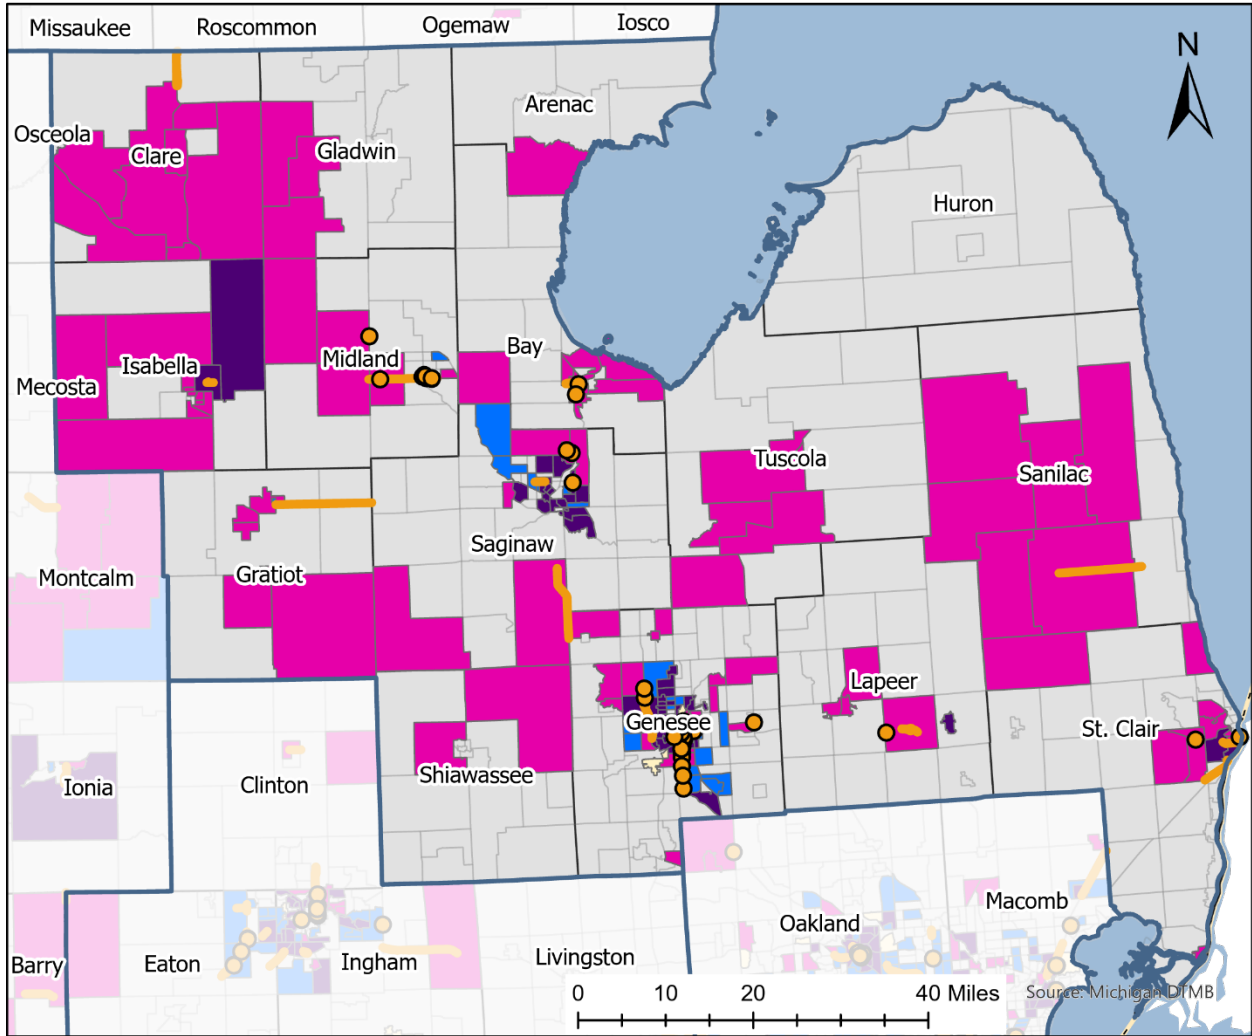 Missaukee
Roscommon
Ogemaw
Iosco
N
Arenac
Osceola
Clare
Gladwin
Huron
Bay
Isabella
Midland
Mecosta
Tuscola
Sanilac
Saginaw
Gratiot
Montcalm
Lapeer
Genesee
St. Clair
Shiawassee
Ionia
Clinton
Macomb
Oakland
Livingston
Barry
Eaton
Ingham
0 10 20 40 Miles
Source: Michigan DTMB